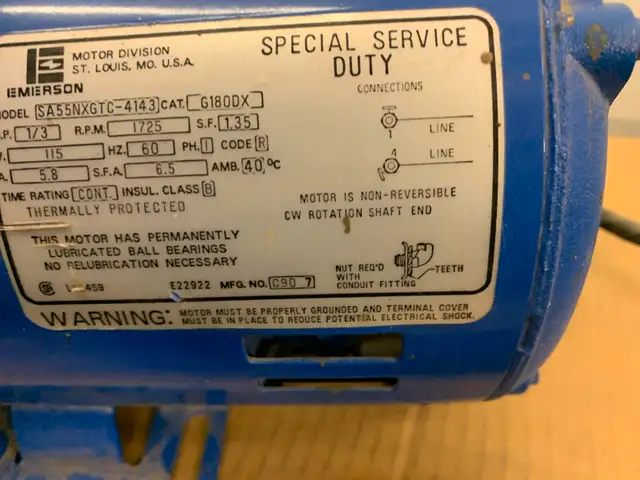 MOTOR DIVISION
ST. LOUIS, MO. U.S.A.
EMERSON
SPECIAL SERVICE
DUTY
MODEL SA55NXGTC-4143 CAT. G180DX
.P. 1/3 R.P.M. 1725 S.F. 1.35
V. 115 HZ. 60 PH. 1 CODE R
A. 5.8 S.F.A. 6.5 AMB. 40 °C
TIME RATING CONT. INSUL. CLASS B
THERMALLY PROTECTED
THIS MOTOR HAS PERMANENTLY
LUBRICATED BALL BEARINGS
NO RELUBRICATION NECESSARY
E22922 MFG. NO. C90 7
CONNECTIONS
1 LINE
4 LINE
MOTOR IS NON-REVERSIBLE
CW ROTATION SHAFT END
NUT REQ'D
WITH TEETH
CONDUIT FITTING
WARNING: MOTOR MUST BE PROPERLY GROUNDED AND TERMINAL COVER
MUST BE IN PLACE TO REDUCE POTENTIAL ELECTRICAL SHOCK.